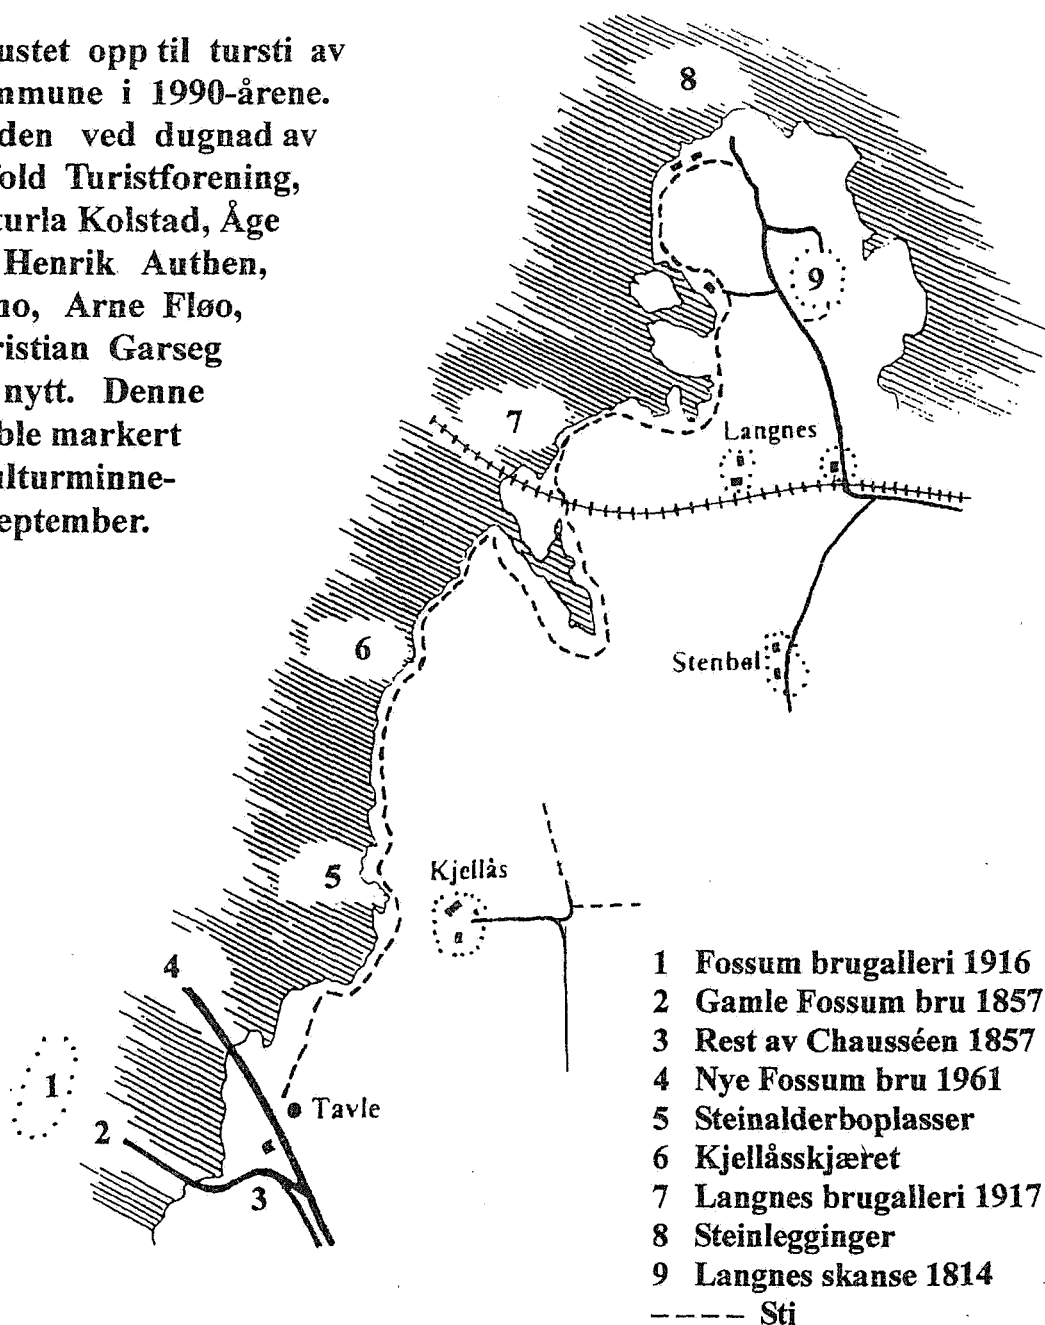 ustet opp til tursti av
mmune i 1990-årene.
den ved dugnad av
fold Turistforening,
turla Kolstad, Åge
Henrik Authen,
no, Arne Fløo,
ristian Garseg
nytt. Denne
ble markert
ulturminne-
eptember.
8
9
7
Langnes
6
Stenbøl
5
Kjellås
4
1
Tavle
2
3
1 Fossum brugalleri 1916
2 Gamle Fossum bru 1857
3 Rest av Chausséen 1857
4 Nye Fossum bru 1961
5 Steinalderboplasser
6 Kjellåsskjæret
7 Langnes brugalleri 1917
8 Steinlegginger
9 Langnes skanse 1814
---- Sti